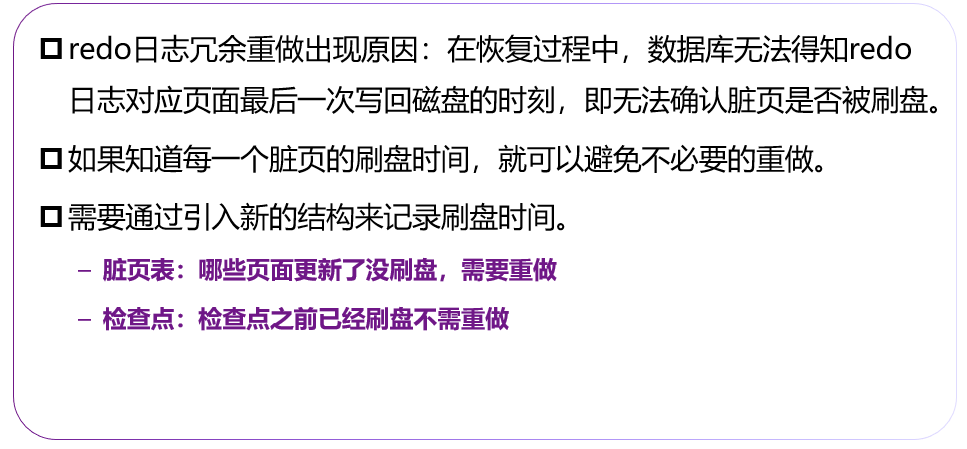 redo日志冗余重做出现原因：在恢复过程中，数据库无法得知redo
日志对应页面最后一次写回磁盘的时刻，即无法确认脏页是否被刷盘。
如果知道每一个脏页的刷盘时间，就可以避免不必要的重做。
需要通过引入新的结构来记录刷盘时间。
– 脏页表：哪些页面更新了没刷盘，需要重做
– 检查点：检查点之前已经刷盘不需重做